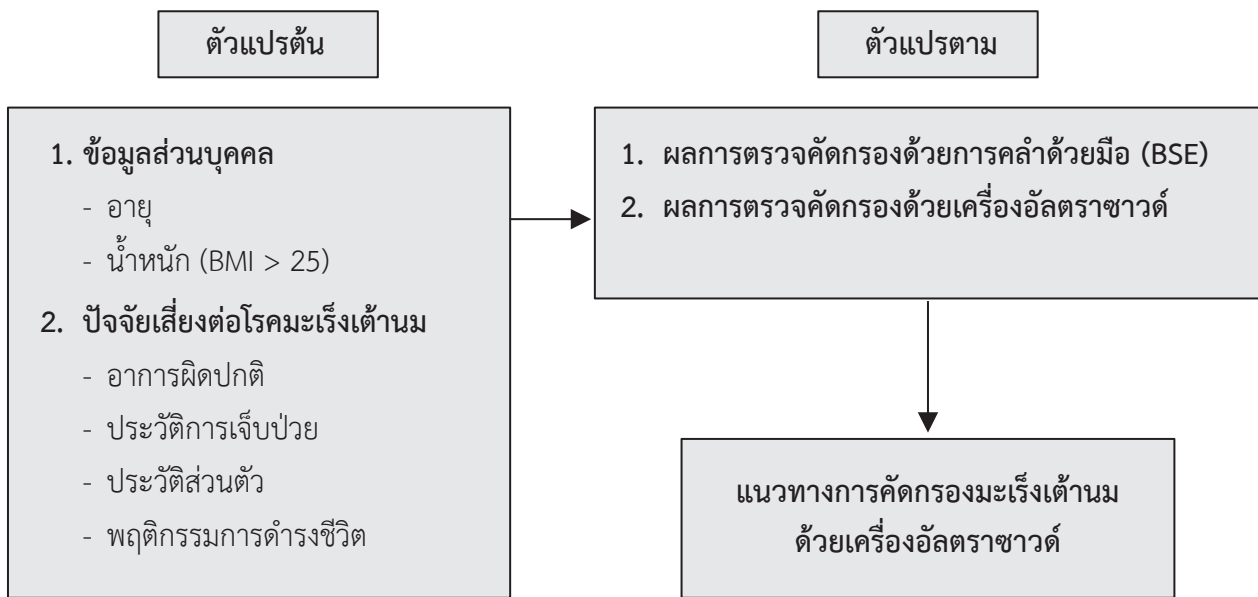 ตัวแปรต้น
ตัวแปรตาม
1. ข้อมูลส่วนบุคคล
- อายุ
- น้ำหนัก (BMI > 25)
2. ปัจจัยเสี่ยงต่อโรคมะเร็งเต้านม
- อาการผิดปกติ
- ประวัติการเจ็บป่วย
- ประวัติส่วนตัว
- พฤติกรรมการดำรงชีวิต
1. ผลการตรวจคัดกรองด้วยการคลำด้วยมือ (BSE)
2. ผลการตรวจคัดกรองด้วยเครื่องอัลตราซาวด์
แนวทางการคัดกรองมะเร็งเต้านม
ด้วยเครื่องอัลตราซาวด์